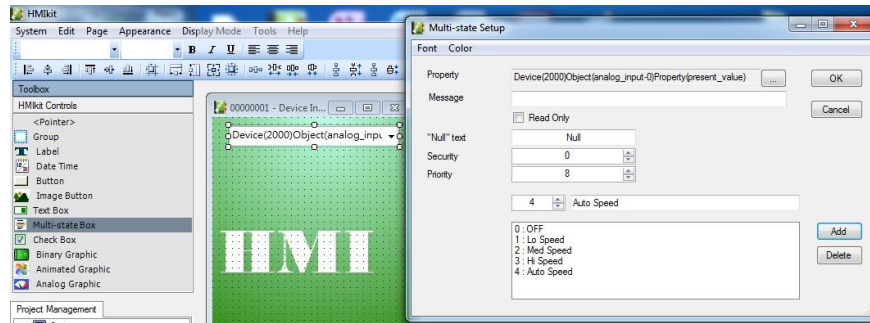 HMIkit
System Edit Page Appearance Display Mode Tools Help
B I U
Toolbox
HMIkit Controls
<Pointer>
Group
Label
Date Time
Button
Image Button
Text Box
Multi-state Box
Check Box
Binary Graphic
Animated Graphic
Analog Graphic
Project Management
00000001 - Device In...
Device(2000)Object(analog_inpu
HMI
Multi-state Setup
Font Color
Property Device(2000)Object(analog_input-0)Property(present_value) ... OK
Message Cancel
Read Only
"Null" text Null
Security 0
Priority 8
4 Auto Speed
0 : OFF
1 : Lo Speed
2 : Med Speed
3 : Hi Speed
4 : Auto Speed
Add
Delete